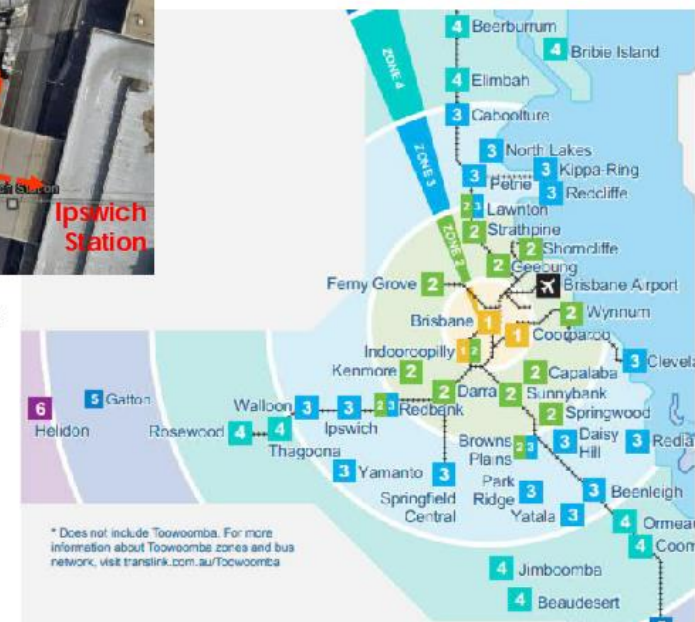 Ipswich
Station
ZONE 4
ZONE 3
ZONE 2
4 Beerburrum
4 Bribie Island
4 Elimbah
3 Caboolture
3 North Lakes
3 Kippa-Ring
3 Petrie
3 Redcliffe
2 3 Lawnton
2 Strathpine
2 Shorncliffe
2 Geebung
Ferny Grove 2
Brisbane Airport
2 Wynnum
Brisbane 1
1 Coorparoo
Indooroopilly 1 2
3 Clevela
Kenmore 2
2 Capalaba
2 Darra
2 Sunnybank
6
Helidon
5 Gatton
Walloon 3
3
Ipswich
2 3 Redbank
2 Springwood
Rosewood 4
4
Thagoona
Browns
Plains 2 3
3 Daisy
Hill
3 Redla
3 Yamanto
3
Springfield
Central
Park
Ridge 3
3 Beenleigh
Yatala 3
4 Ormeau
4 Coom
* Does not include Toowoomba. For more
information about Toowoomba zones and bus
network, visit translink.com.au/Toowoomba
4 Jimboomba
4 Beaudesert